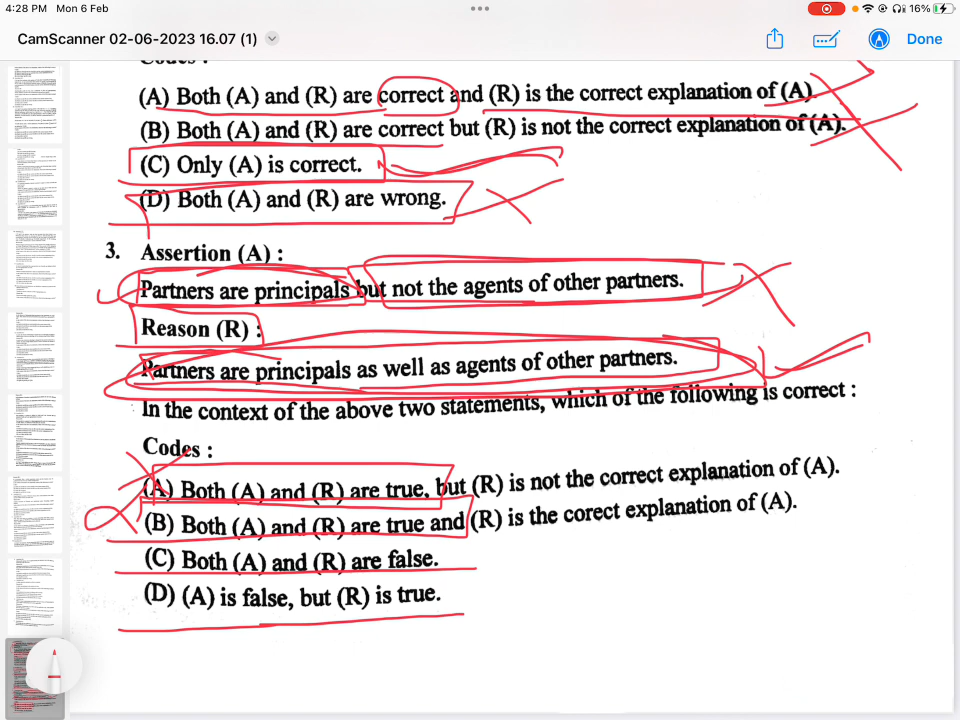 4:28 PM Mon 6 Feb
16%
CamScanner 02-06-2023 16.07 (1)
Done
Codes :
(A) Both (A) and (R) are correct and (R) is the correct explanation of (A).
(B) Both (A) and (R) are correct but (R) is not the correct explanation of (A).
(C) Only (A) is correct.
(D) Both (A) and (R) are wrong.
3. Assertion (A) :
Partners are principals but not the agents of other partners.
Reason (R) :
Partners are principals as well as agents of other partners.
In the context of the above two statements, which of the following is correct :
Codes :
(A) Both (A) and (R) are true, but (R) is not the correct explanation of (A).
(B) Both (A) and (R) are true and (R) is the corect explanation of (A).
(C) Both (A) and (R) are false.
(D) (A) is false, but (R) is true.